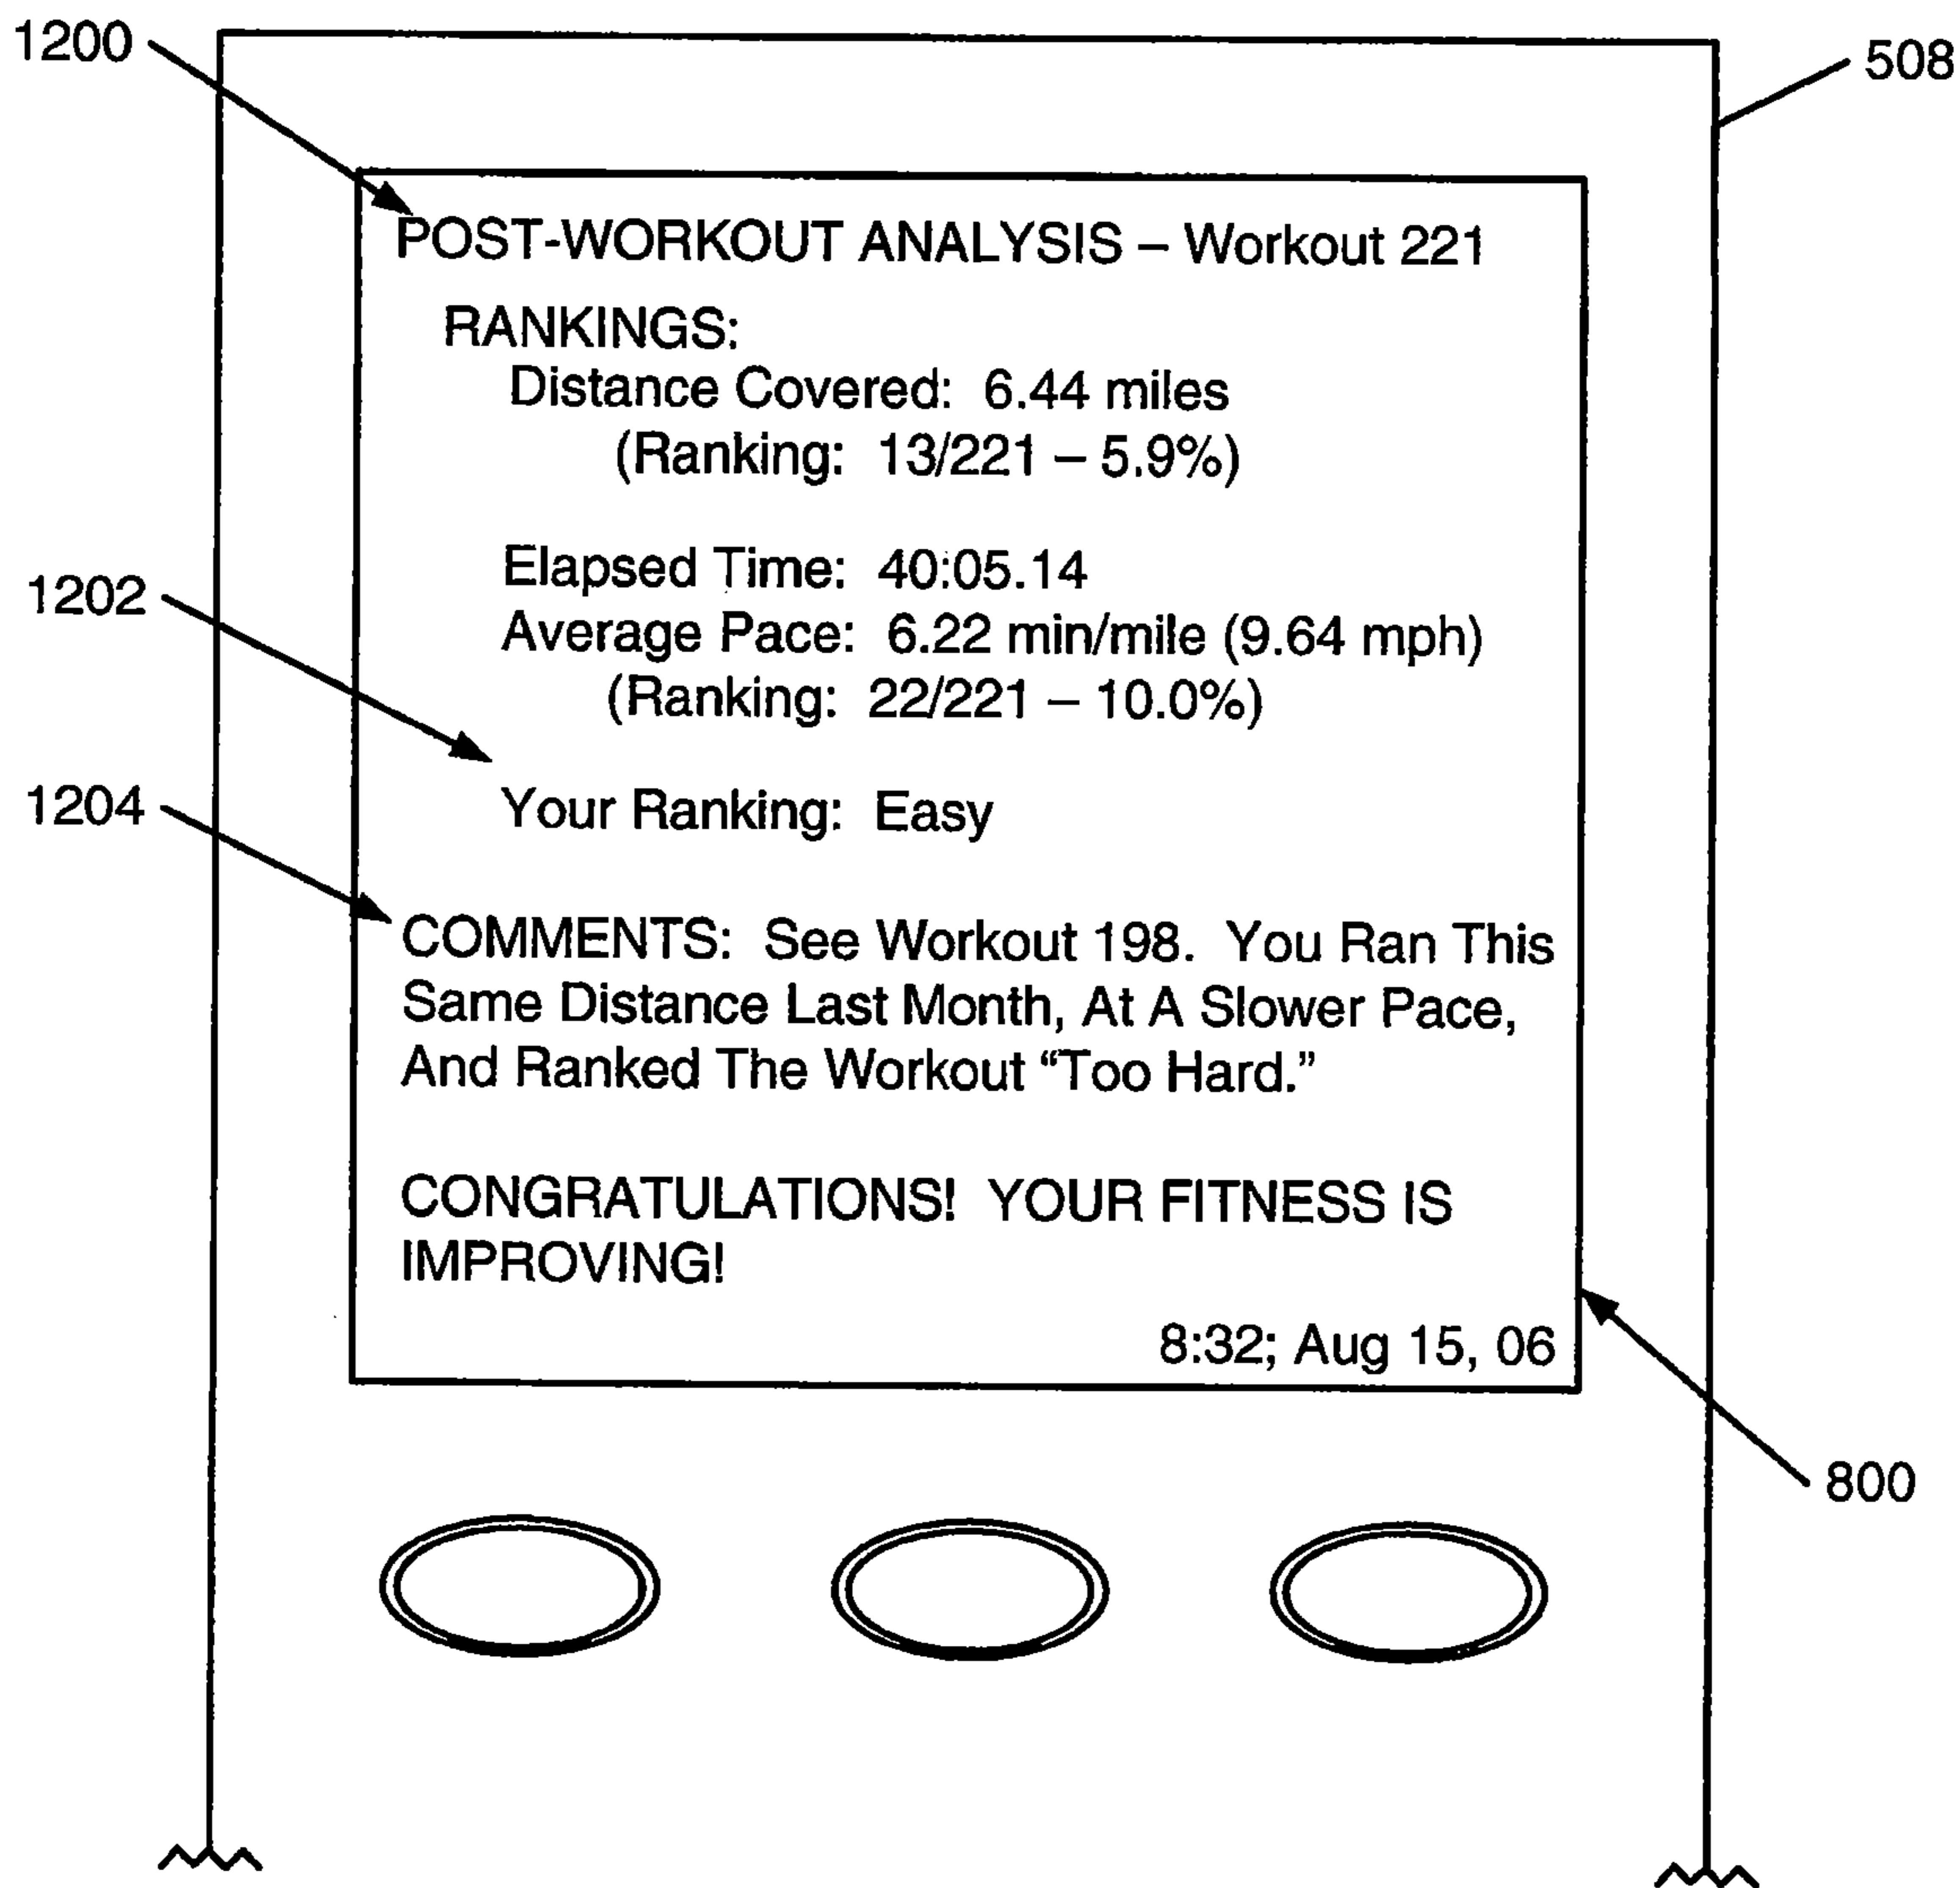 1200
508
POST-WORKOUT ANALYSIS – Workout 221
RANKINGS:
Distance Covered: 6.44 miles
(Ranking: 13/221 – 5.9%)
Elapsed Time: 40:05.14
1202
Average Pace: 6.22 min/mile (9.64 mph)
(Ranking: 22/221 – 10.0%)
1204
Your Ranking: Easy
COMMENTS: See Workout 198. You Ran This
Same Distance Last Month, At A Slower Pace,
And Ranked The Workout “Too Hard.”
CONGRATULATIONS! YOUR FITNESS IS
IMPROVING!
8:32; Aug 15, 06
800